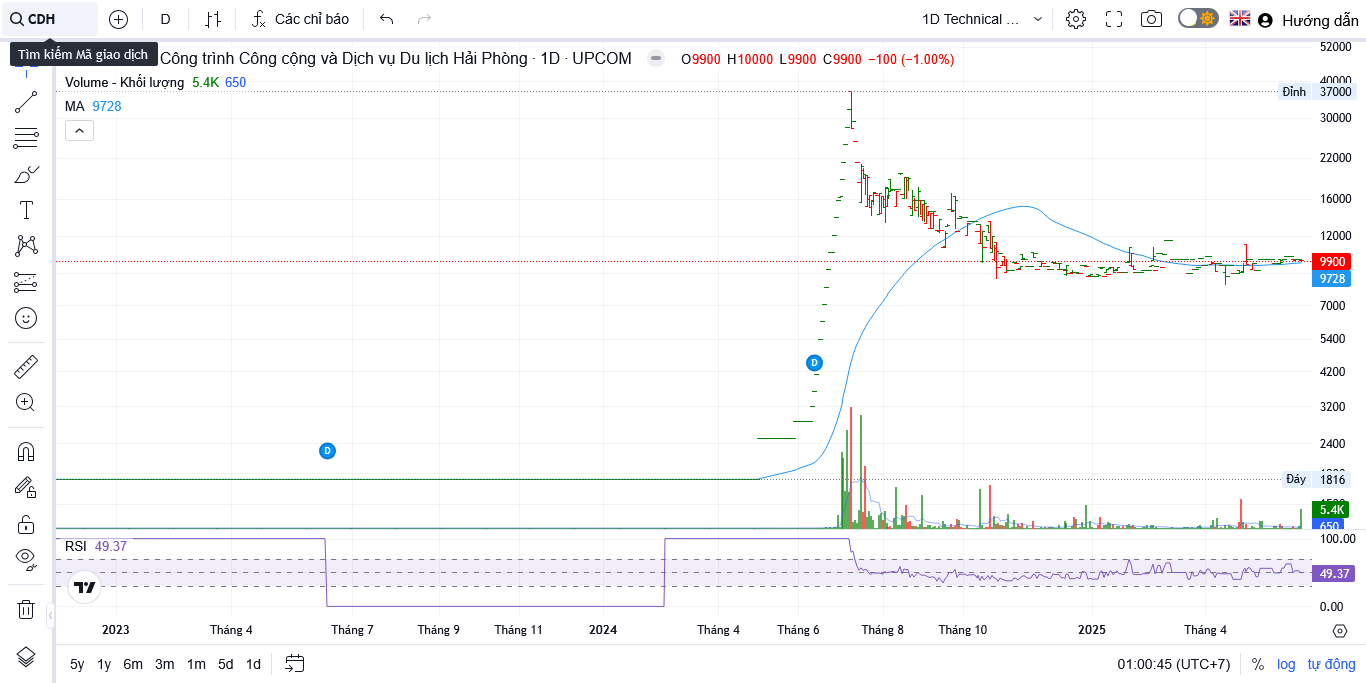 CDH D Các chỉ báo 1D Technical ... Hướng dẫn
Tìm kiếm Mã giao dịch
Công trình Công cộng và Dịch vụ Du lịch Hải Phòng · 1D · UPCOM O9900 H10000 L9900 C9900 −100 (−1.00%)
Volume - Khối lượng 5.4K 650
MA 9728
52000
40000
Đỉnh 37000
30000
22000
16000
12000
9900
9728
7000
5400
4200
D
3200
2400
D
Đáy 1816
5.4K
650
RSI 49.37
100.00
49.37
0.00
2023 Tháng 4 Tháng 7 Tháng 9 Tháng 11 2024 Tháng 4 Tháng 6 Tháng 8 Tháng 10 2025 Tháng 4
5y 1y 6m 3m 1m 5d 1d 01:00:45 (UTC+7) % log tự động